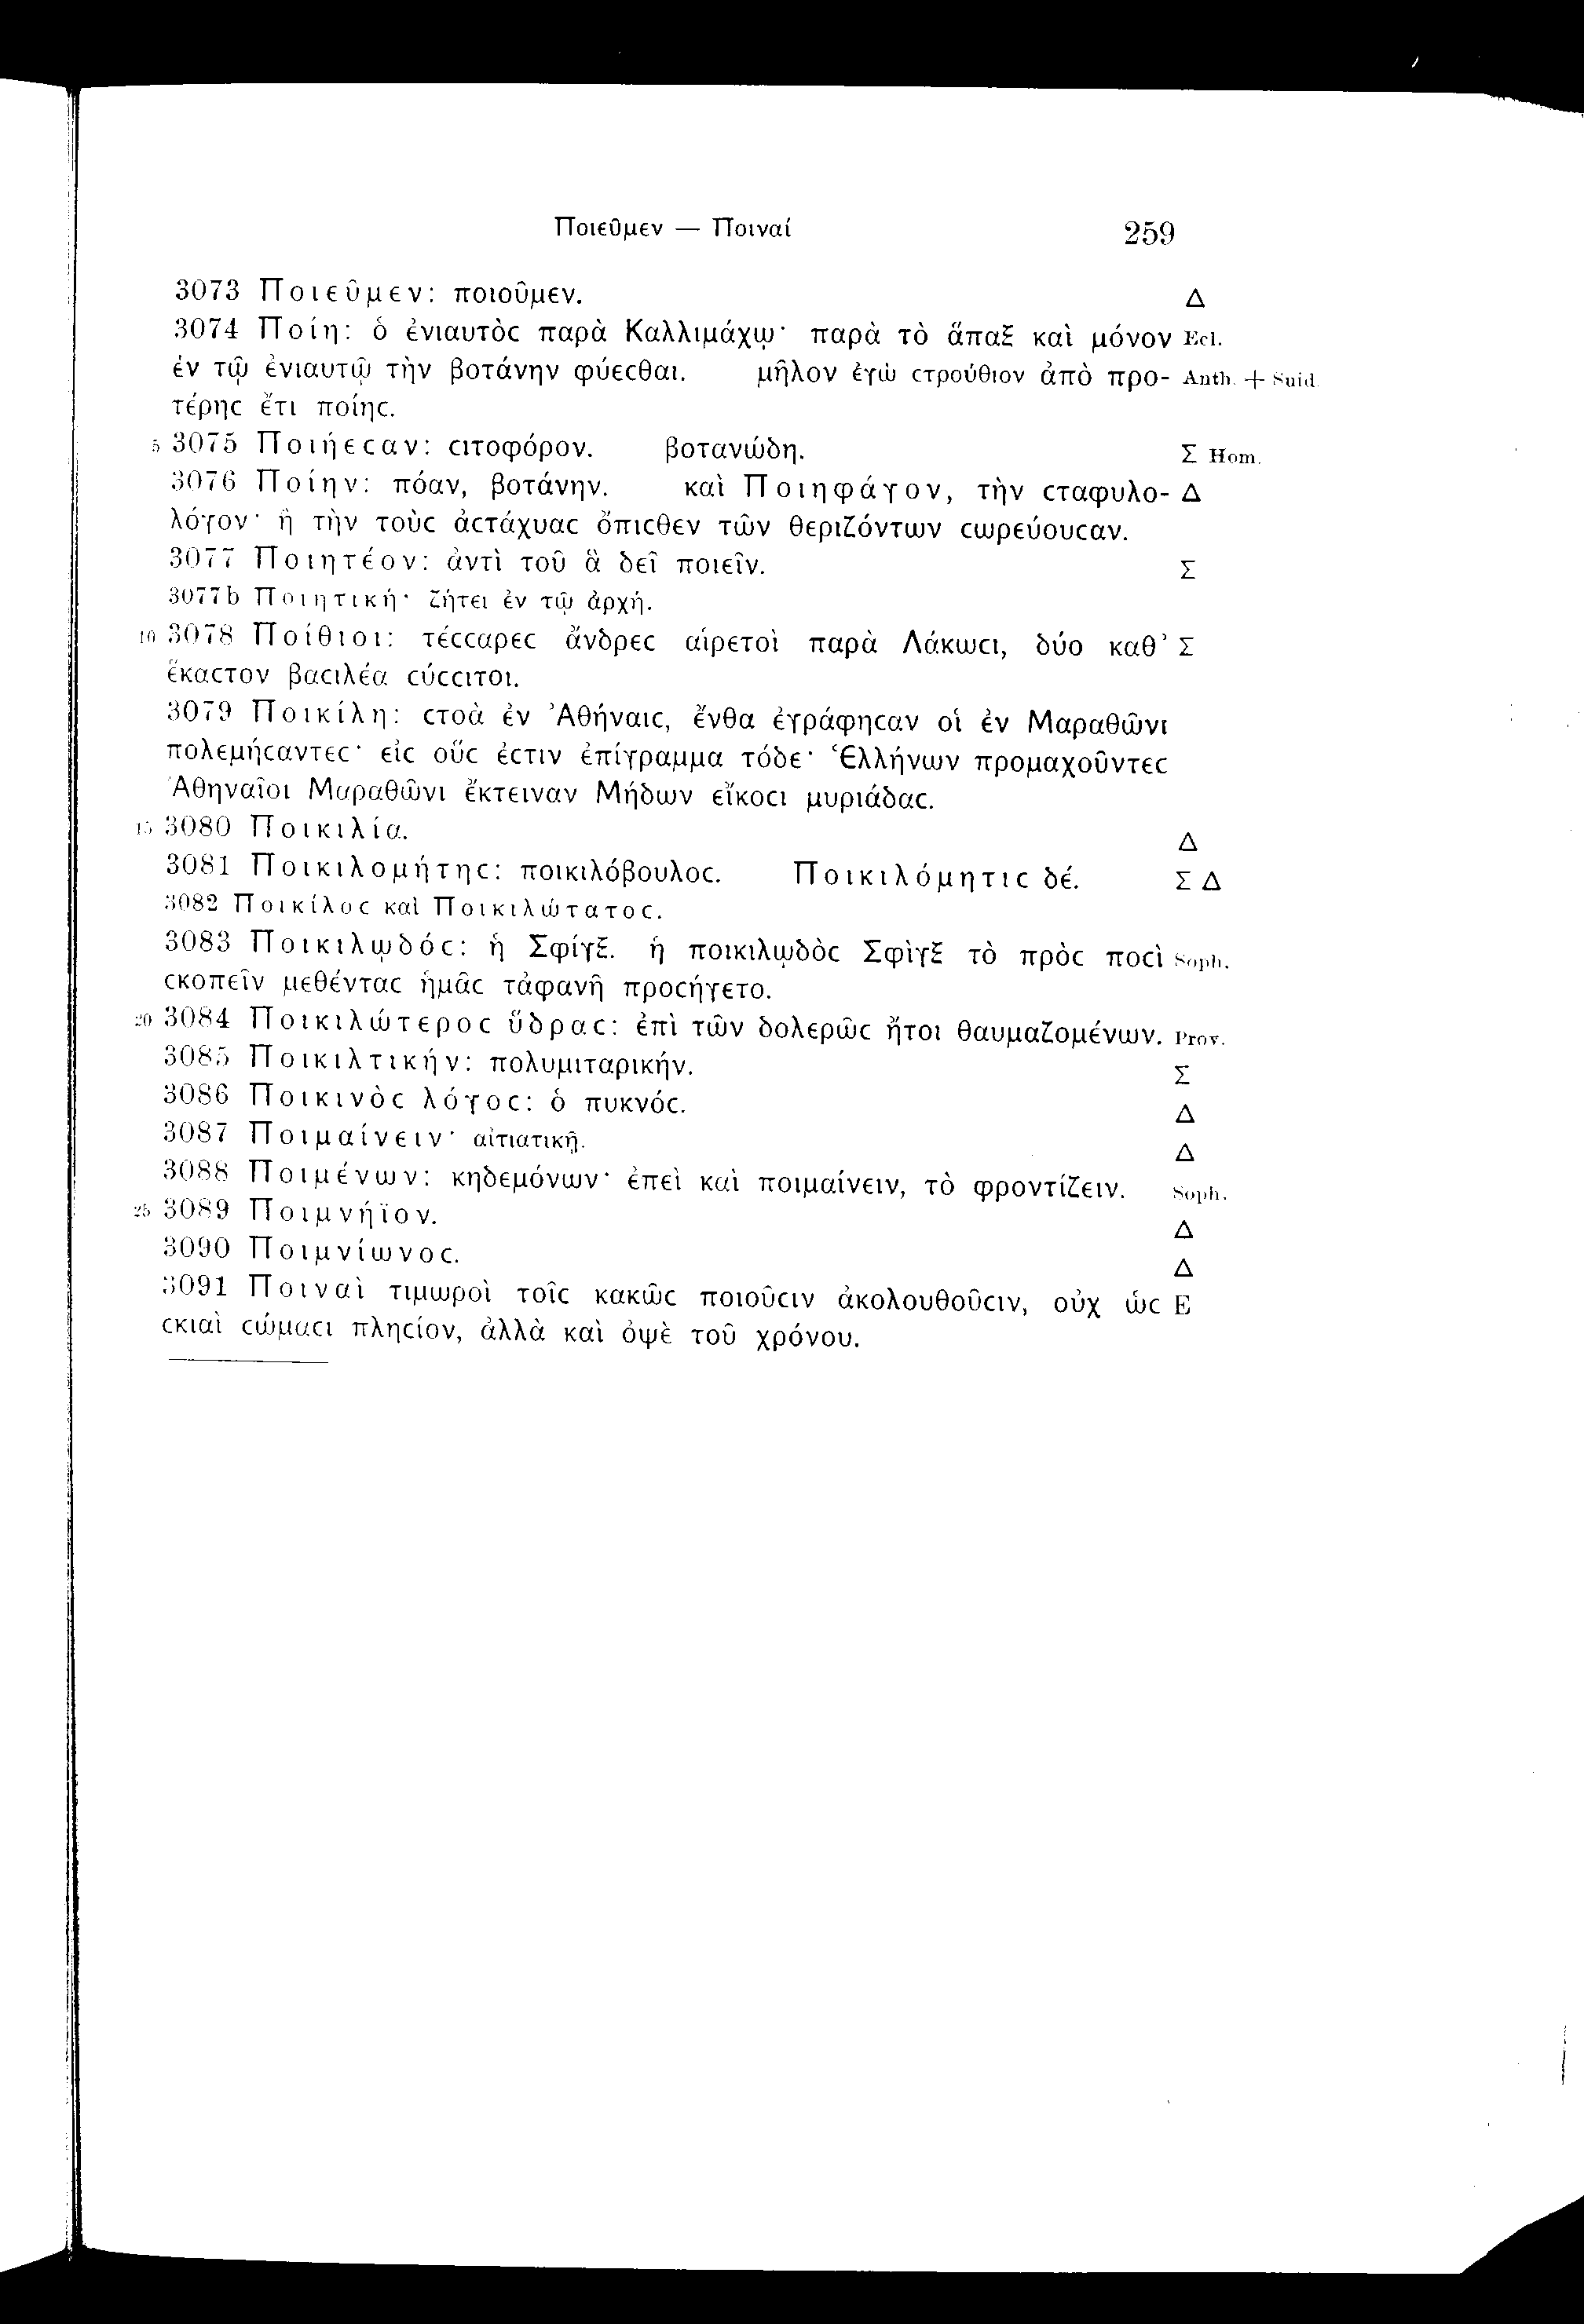 Ποιεῦμεν — Ποιναί 259
3073 Ποιεῦμεν: ποιοῦμεν. Δ
3074 Ποίη: ὁ ἐνιαυτὸϲ παρὰ Καλλιμάχῳ· παρὰ τὸ ἅπαξ καὶ μόνον Ecl.
ἐν τῷ ἐνιαυτῷ τὴν βοτάνην φύεϲθαι. μῆλον ἐγὼ ϲτρούθιον ἀπὸ προ- Anth. + Suid.
τέρηϲ ἔτι ποίηϲ.
5 3075 Ποιήεϲαν: ϲιτοφόρον. βοτανώδη. Σ Hom.
3076 Ποίην: πόαν, βοτάνην. καὶ Ποιηφάγον, τὴν ϲταφυλο- Δ
λόγον· ἢ τὴν τοὺϲ ἀϲτάχυαϲ ὄπιϲθεν τῶν θεριζόντων ϲωρεύουϲαν.
3077 Ποιητέον: ἀντὶ τοῦ ἃ δεῖ ποιεῖν. Σ
3077b Ποιητική· ζήτει ἐν τῷ ἀρχή.
10 3078 Ποίθιοι: τέϲϲαρεϲ ἄνδρεϲ αἱρετοὶ παρὰ Λάκωϲι, δύο καθ’ Σ
ἕκαϲτον βαϲιλέα ϲύϲϲιτοι.
3079 Ποικίλη: ϲτοὰ ἐν Ἀθήναιϲ, ἔνθα ἐγράφηϲαν οἱ ἐν Μαραθῶνι
πολεμήϲαντεϲ· εἰϲ οὕϲ ἐϲτιν ἐπίγραμμα τόδε· Ἑλλήνων προμαχοῦντεϲ
Ἀθηναῖοι Μαραθῶνι ἔκτειναν Μήδων εἴκοϲι μυριάδαϲ.
15 3080 Ποικιλία. Δ
3081 Ποικιλομήτηϲ: ποικιλόβουλοϲ. Ποικιλόμητιϲ δέ. Σ Δ
3082 Ποικίλοϲ καὶ Ποικιλώτατοϲ.
3083 Ποικιλῳδόϲ: ἡ Σφίγξ. ἡ ποικιλῳδὸϲ Σφὶγξ τὸ πρὸϲ ποϲὶ Soph.
ϲκοπεῖν μεθένταϲ ἡμᾶϲ τἀφανῆ προϲήγετο.
20 3084 Ποικιλώτεροϲ ὕδραϲ: ἐπὶ τῶν δολερῶϲ ἤτοι θαυμαζομένων. Prov.
3085 Ποικιλτικήν: πολυμιταρικήν. Σ
3086 Ποικινὸϲ λόγοϲ: ὁ πυκνόϲ. Δ
3087 Ποιμαίνειν· αἰτιατικῇ. Δ
3088 Ποιμένων: κηδεμόνων· ἐπεὶ καὶ ποιμαίνειν, τὸ φροντίζειν. Soph.
25 3089 Ποιμνήϊον. Δ
3090 Ποιμνίωνοϲ. Δ
3091 Ποιναὶ τιμωροὶ τοῖϲ κακῶϲ ποιοῦϲιν ἀκολουθοῦϲιν, οὐχ ὡϲ E
ϲκιαὶ ϲώμαϲι πληϲίον, ἀλλὰ καὶ ὀψὲ τοῦ χρόνου.